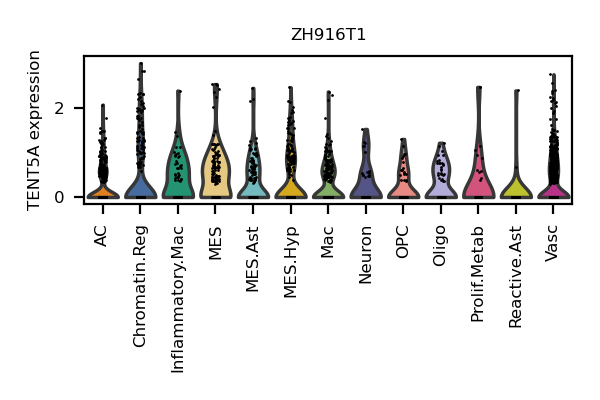 ZH916T1
TENT5A expression
2
0
AC
Chromatin.Reg
Inflammatory.Mac
MES
MES.Ast
MES.Hyp
Mac
Neuron
OPC
Oligo
Prolif.Metab
Reactive.Ast
Vasc